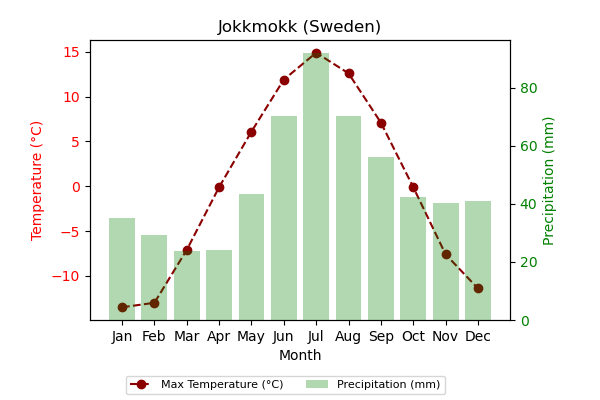 Jokkmokk (Sweden)
15
10
5
0
−5
−10
Temperature (°C)
80
60
40
20
0
Precipitation (mm)
Jan Feb Mar Apr May Jun Jul Aug Sep Oct Nov Dec
Month
Max Temperature (°C) Precipitation (mm)